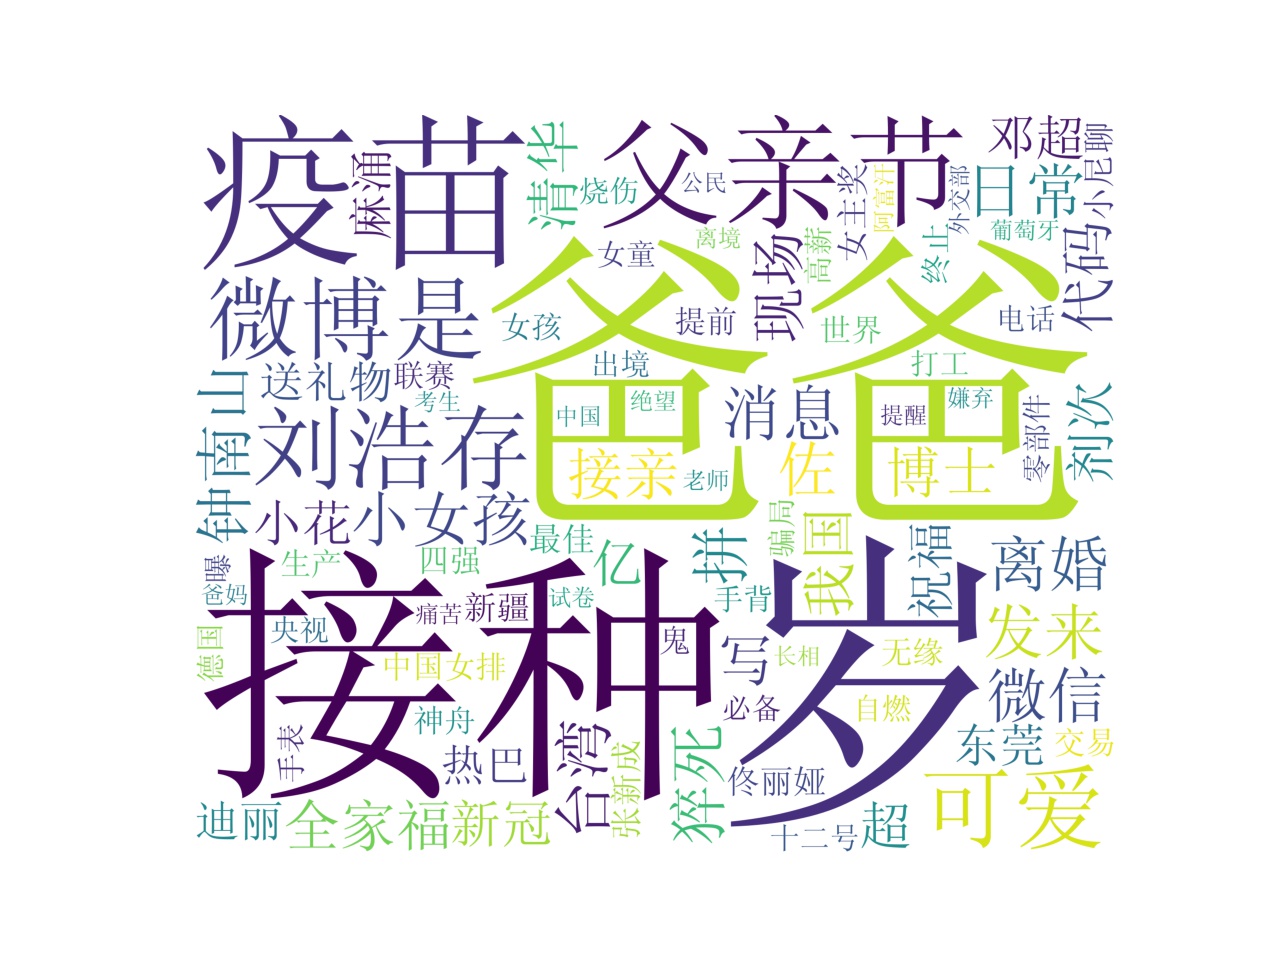 疫苗
麻涌
清华
烧伤
父亲节
公民
女主奖
阿富汗
外交部
邓超
日常
小尼聊
微博是
女童
离境
现场
高薪
终止
葡萄牙
代码
爸爸
女孩
提前
世界
电话
钟南山
送礼物
联赛
考生
出境
中国
绝望
消息
打工
提醒
嫌弃
零部件
剂次
刘浩存
接亲
老师
佐
博士
小花
小女孩
最佳
亿
拼
骗局
我国
祝福
离婚
曝
爸妈
生产
四强
接种
岁
痛苦
新疆
试卷
手背
德国
央视
中国女排
鬼
写
长相
无缘
发来
手表
神舟
必备
自燃
微信
热巴
台湾
张新成
猝死
佟丽娅
东莞
交易
迪丽
全家福
新冠
十二号
超
可爱